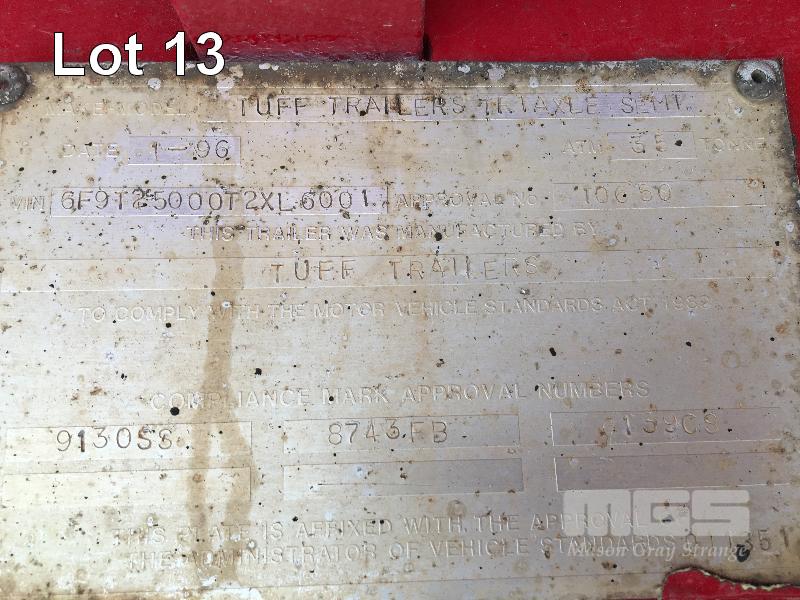 Lot 13
MAKE MODEL TUFF TRAILERS TRIAXLE SEMI
DATE 1-96 ATM TONNE
VIN 6F9T25000T2XL6001 APPROVAL No
THIS TRAILER WAS MANUFACTURED BY
TUFF TRAILERS
TO COMPLY WITH THE MOTOR VEHICLE STANDARDS ACT 1989
COMPLIANCE MARK APPROVAL NUMBERS
9130SS 8743FB
THIS PLATE IS AFFIXED WITH THE APPROVAL OF
THE ADMINISTRATOR OF VEHICLE STANDARDS
MGS
Mason Gray Strange